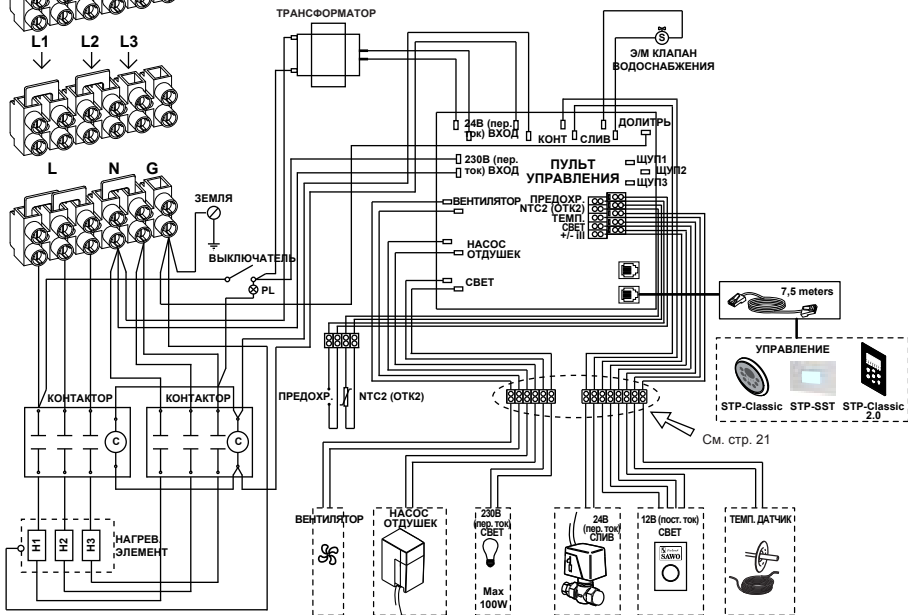 ТРАНСФОРМАТОР
L1 L2 L3
Э/М КЛАПАН
ВОДОСНАБЖЕНИЯ
S
24В (пер.
ток) ВХОД
КОНТ СЛИВ
ДОЛИТРЬ
230В (пер.
ток) ВХОД
ПУЛЬТ
УПРАВЛЕНИЯ
ЩУП1
ЩУП2
ЩУП3
L N G
ЗЕМЛЯ
ВЕНТИЛЯТОР
ПРЕДОХР.
NTC2 (ОТК2)
ТЕМП.
СВЕТ
+/- III
ВЫКЛЮЧАТЕЛЬ
НАСОС
ОТДУШЕК
PL
СВЕТ
7,5 meters
УПРАВЛЕНИЕ
STP-Classic STP-SST STP-Classic
2.0
ПРЕДОХР. NTC2 (ОТК2)
КОНТАКТОР КОНТАКТОР
C C
См. стр. 21
H1 H2 H3
НАГРЕВ.
ЭЛЕМЕНТ
ВЕНТИЛЯТОР
НАСОС
ОТДУШЕК
230В
(пер. ток)
СВЕТ
Max
100W
24В
(пер. ток)
СЛИВ
12В (пост. ток)
СВЕТ
SAWO
ТЕМП. ДАТЧИК